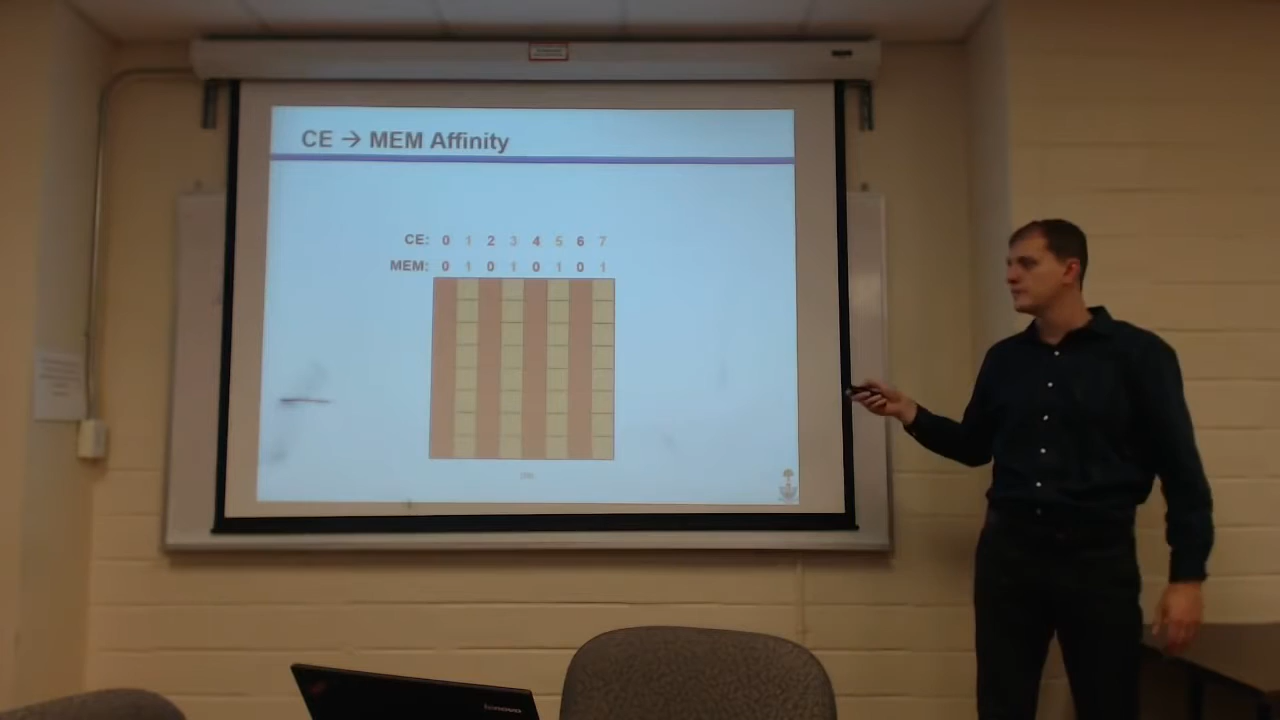 CE → MEM Affinity
CE: 0 1 2 3 4 5 6 7
MEM: 0 1 0 1 0 1 0 1
lenovo